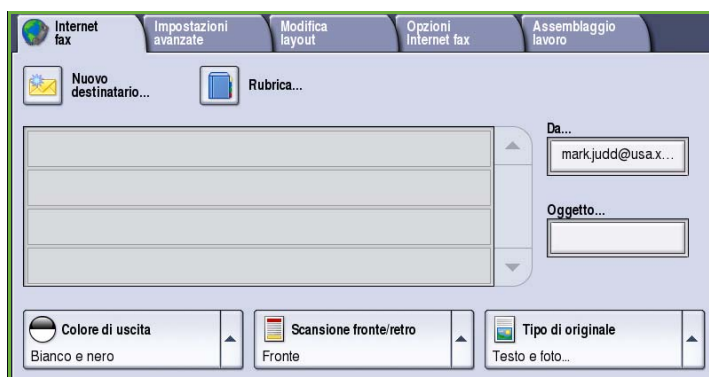 Internet fax
Impostazioni avanzate
Modifica layout
Opzioni Internet fax
Assemblaggio lavoro
Nuovo destinatario...
Rubrica...
Da...
mark.judd@usa.x...
Oggetto...
Colore di uscita
Bianco e nero
Scansione fronte/retro
Fronte
Tipo di originale
Testo e foto...